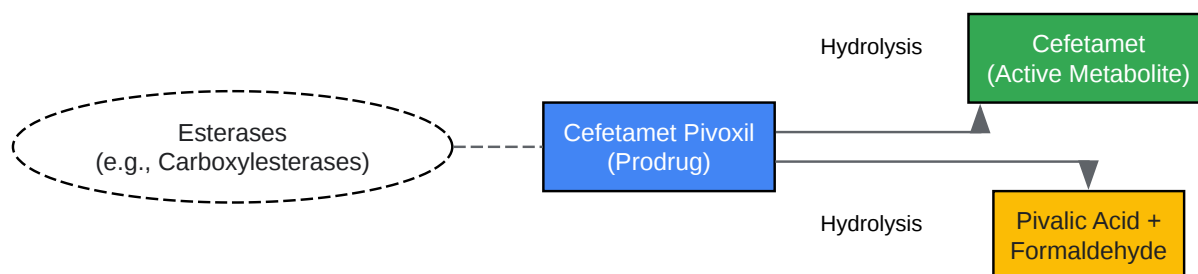 Esterases
(e.g., Carboxylesterases)
Cefetamet Pivoxil
(Prodrug)
Hydrolysis
Cefetamet
(Active Metabolite)
Hydrolysis
Pivalic Acid +
Formaldehyde